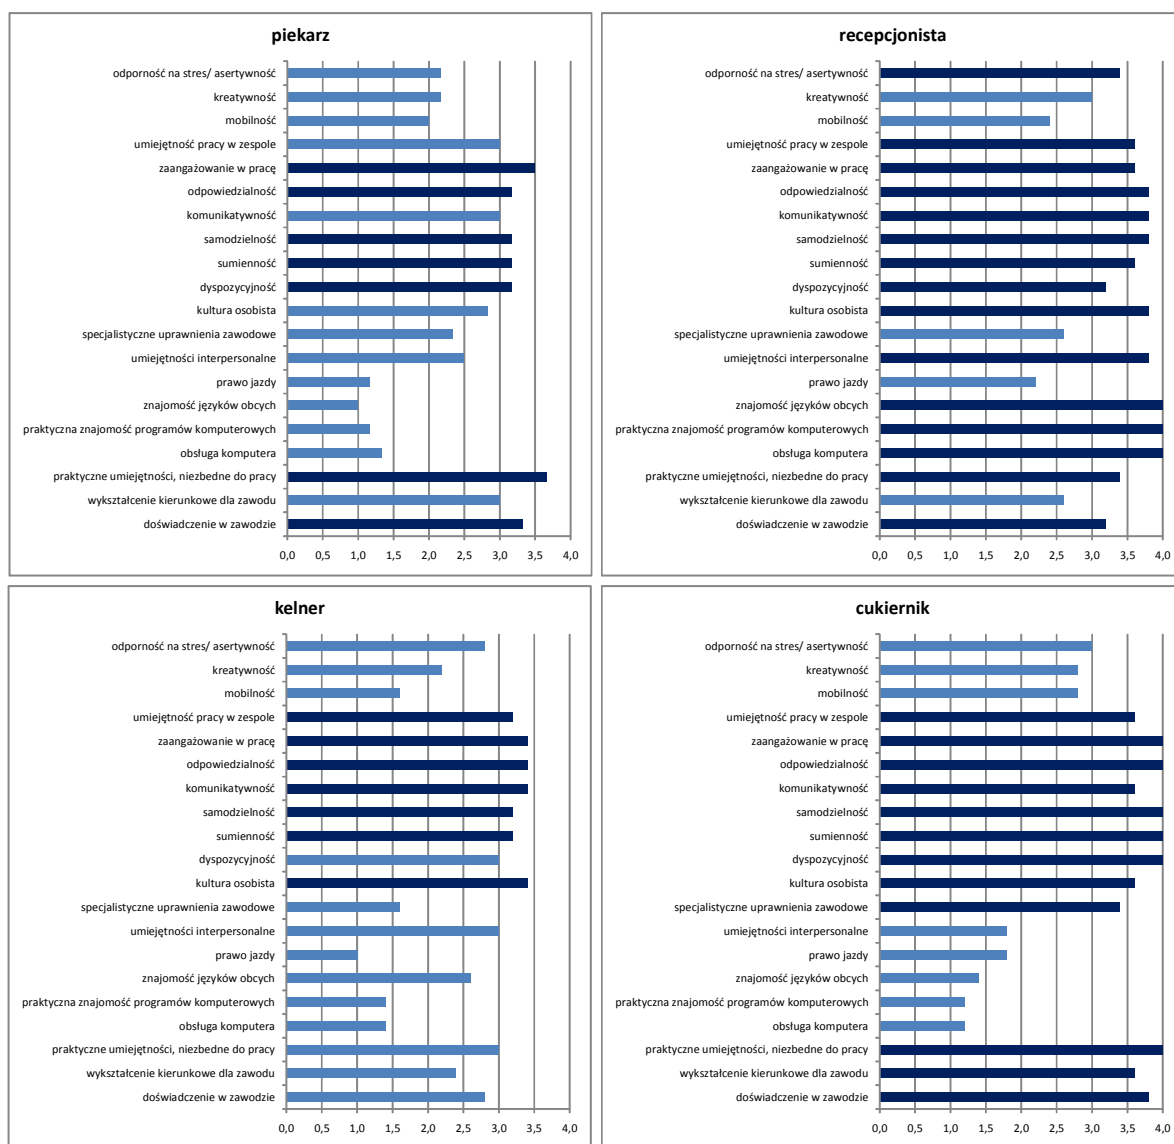 piekarz
odporność na stres/ asertywność
kreatywność
mobilność
umiejętność pracy w zespole
zaangażowanie w pracę
odpowiedzialność
komunikatywność
samodzielność
sumienność
dyspozycyjność
kultura osobista
specjalistyczne uprawnienia zawodowe
umiejętności interpersonalne
prawo jazdy
znajomość języków obcych
praktyczna znajomość programów komputerowych
obsługa komputera
praktyczne umiejętności, niezbedne do pracy
wykształcenie kierunkowe dla zawodu
doświadczenie w zawodzie
0,0 0,5 1,0 1,5 2,0 2,5 3,0 3,5 4,0
recepcjonista
odporność na stres/ asertywność
kreatywność
mobilność
umiejętność pracy w zespole
zaangażowanie w pracę
odpowiedzialność
komunikatywność
samodzielność
sumienność
dyspozycyjność
kultura osobista
specjalistyczne uprawnienia zawodowe
umiejętności interpersonalne
prawo jazdy
znajomość języków obcych
praktyczna znajomość programów komputerowych
obsługa komputera
praktyczne umiejętności, niezbedne do pracy
wykształcenie kierunkowe dla zawodu
doświadczenie w zawodzie
0,0 0,5 1,0 1,5 2,0 2,5 3,0 3,5 4,0
kelner
odporność na stres/ asertywność
kreatywność
mobilność
umiejętność pracy w zespole
zaangażowanie w pracę
odpowiedzialność
komunikatywność
samodzielność
sumienność
dyspozycyjność
kultura osobista
specjalistyczne uprawnienia zawodowe
umiejętności interpersonalne
prawo jazdy
znajomość języków obcych
praktyczna znajomość programów komputerowych
obsługa komputera
praktyczne umiejętności, niezbedne do pracy
wykształcenie kierunkowe dla zawodu
doświadczenie w zawodzie
0,0 0,5 1,0 1,5 2,0 2,5 3,0 3,5 4,0
cukiernik
odporność na stres/ asertywność
kreatywność
mobilność
umiejętność pracy w zespole
zaangażowanie w pracę
odpowiedzialność
komunikatywność
samodzielność
sumienność
dyspozycyjność
kultura osobista
specjalistyczne uprawnienia zawodowe
umiejętności interpersonalne
prawo jazdy
znajomość języków obcych
praktyczna znajomość programów komputerowych
obsługa komputera
praktyczne umiejętności, niezbedne do pracy
wykształcenie kierunkowe dla zawodu
doświadczenie w zawodzie
0,0 0,5 1,0 1,5 2,0 2,5 3,0 3,5 4,0